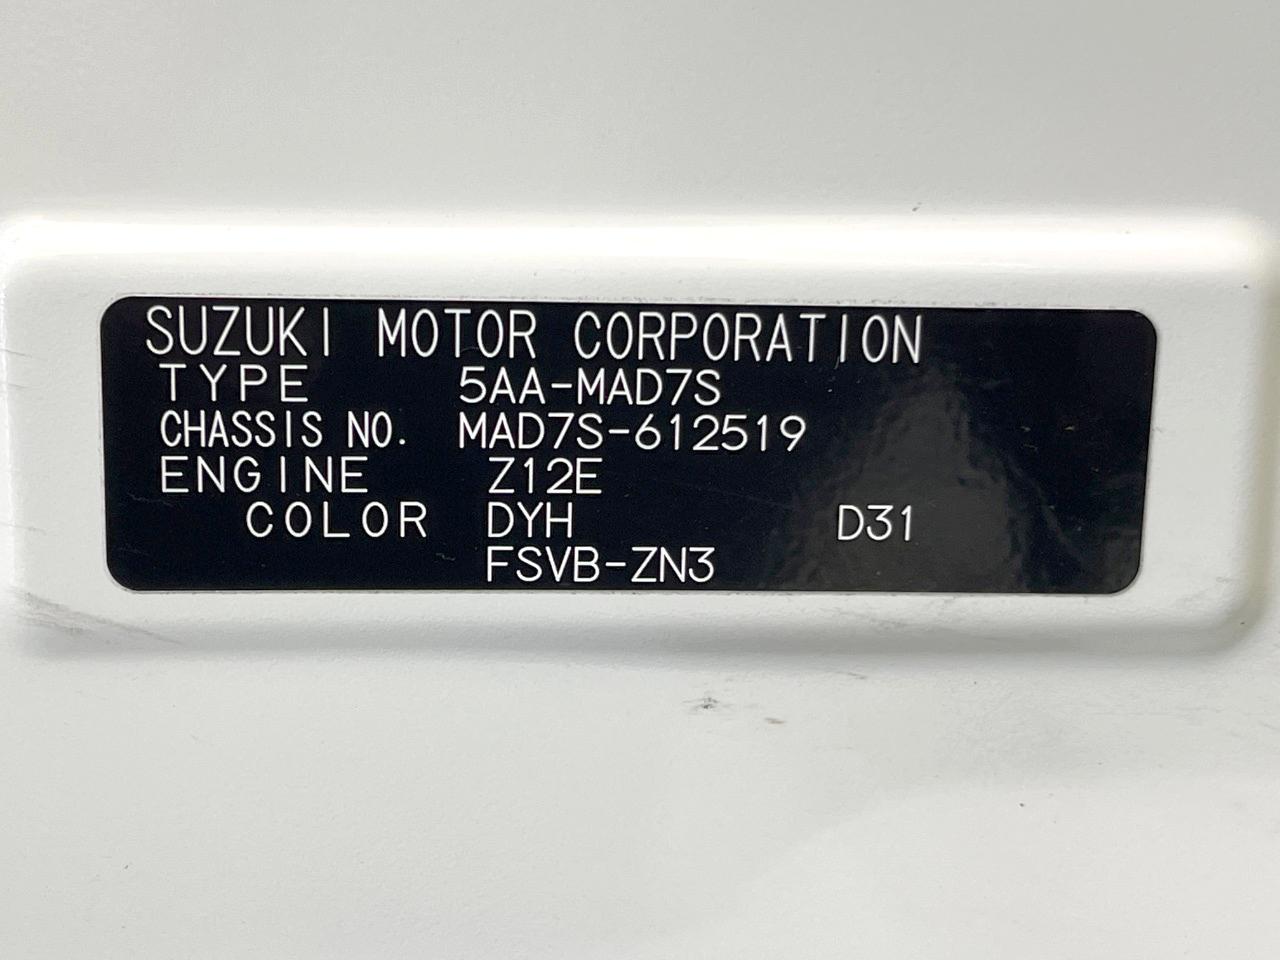 SUZUKI MOTOR CORPORATION
TYPE 5AA-MAD7S
CHASSIS NO. MAD7S-612519
ENGINE Z12E
COLOR DYH D31
FSVB-ZN3